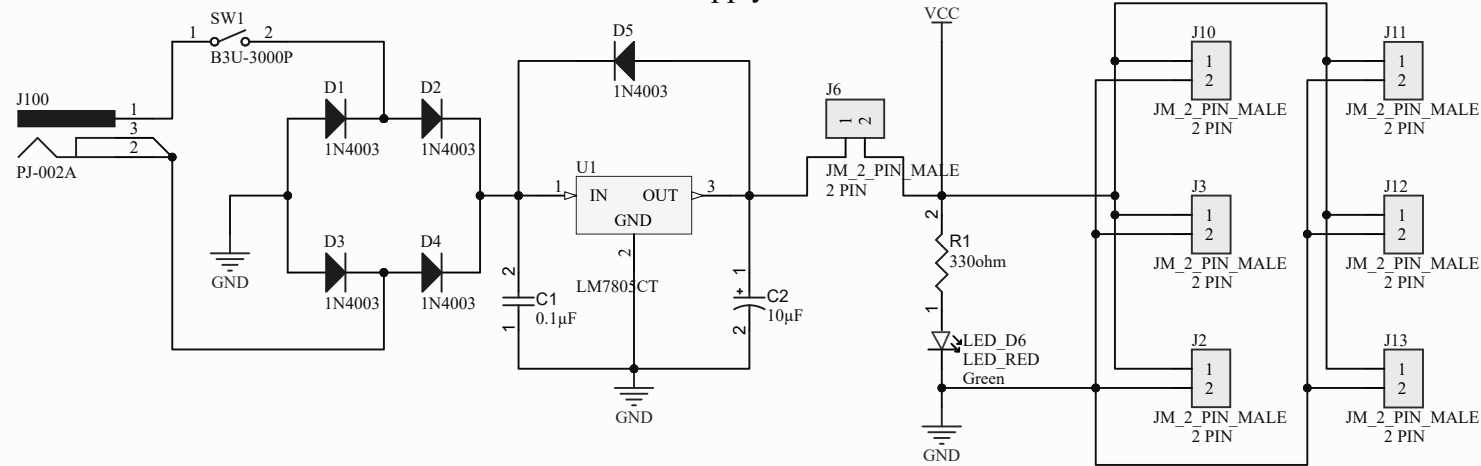 SW1
1
2
B3U-3000P
J100
1
3
2
PJ-002A
D1
1N4003
D2
1N4003
GND
D3
1N4003
D4
1N4003
D5
1N4003
U1
1
IN
OUT
3
GND
2
LM7805CT
2
C1
0.1µF
1
1
+
C2
10µF
2
GND
J6
1
2
JM_2_PIN_MALE
2 PIN
VCC
2
R1
330ohm
1
LED_D6
LED_RED
Green
GND
J10
1
2
JM_2_PIN_MALE
2 PIN
J11
1
2
JM_2_PIN_MALE
2 PIN
J3
1
2
JM_2_PIN_MALE
2 PIN
J12
1
2
JM_2_PIN_MALE
2 PIN
J2
1
2
JM_2_PIN_MALE
2 PIN
J13
1
2
JM_2_PIN_MALE
2 PIN